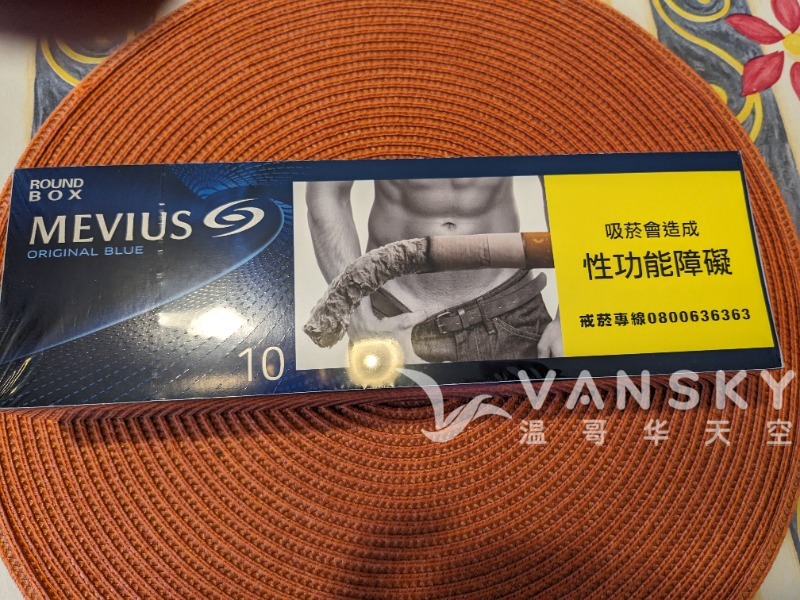 ROUND
BOX
MEVIUS
ORIGINAL BLUE
10
吸菸會造成
性功能障礙
戒菸專線0800636363
VANSKY
溫哥华天空